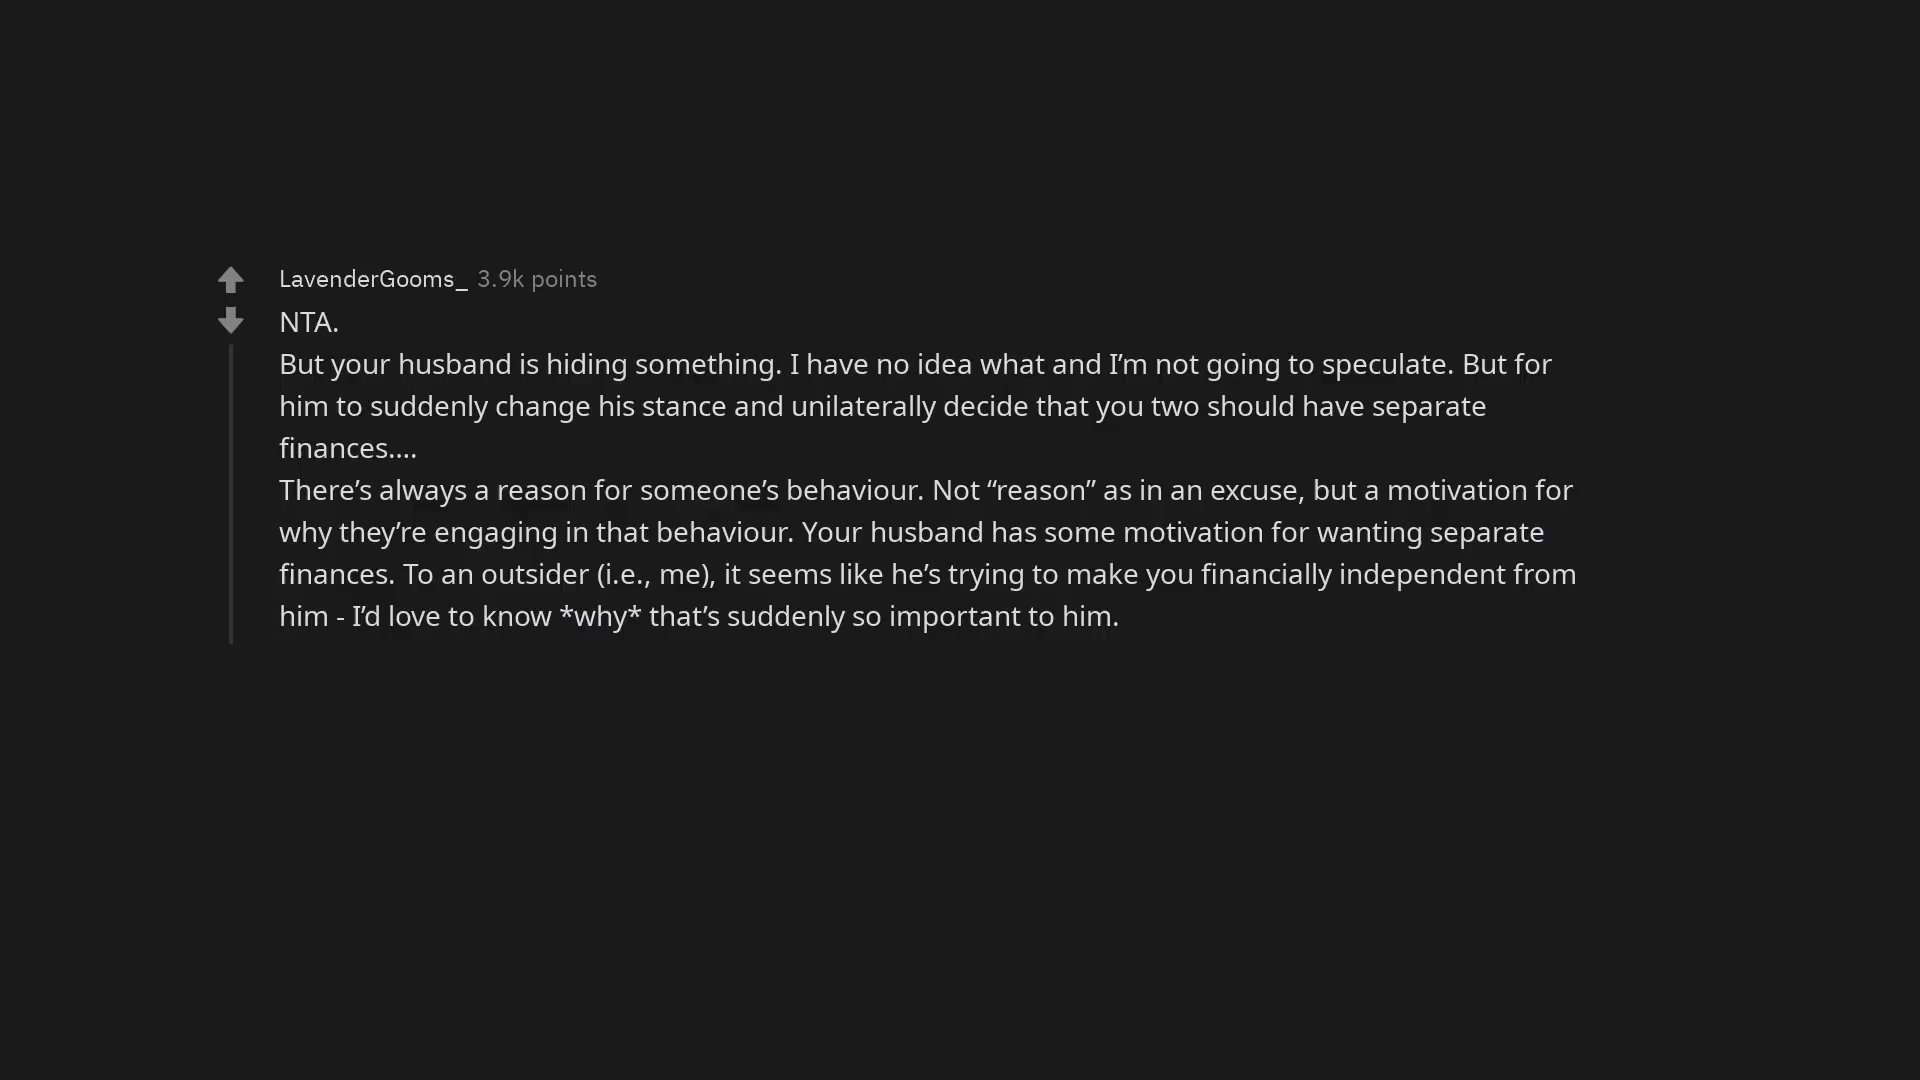 LavenderGooms_ 3.9k points
NTA.
But your husband is hiding something. I have no idea what and I’m not going to speculate. But for
him to suddenly change his stance and unilaterally decide that you two should have separate
finances....
There’s always a reason for someone’s behaviour. Not “reason” as in an excuse, but a motivation for
why they’re engaging in that behaviour. Your husband has some motivation for wanting separate
finances. To an outsider (i.e., me), it seems like he’s trying to make you financially independent from
him - I’d love to know *why* that’s suddenly so important to him.